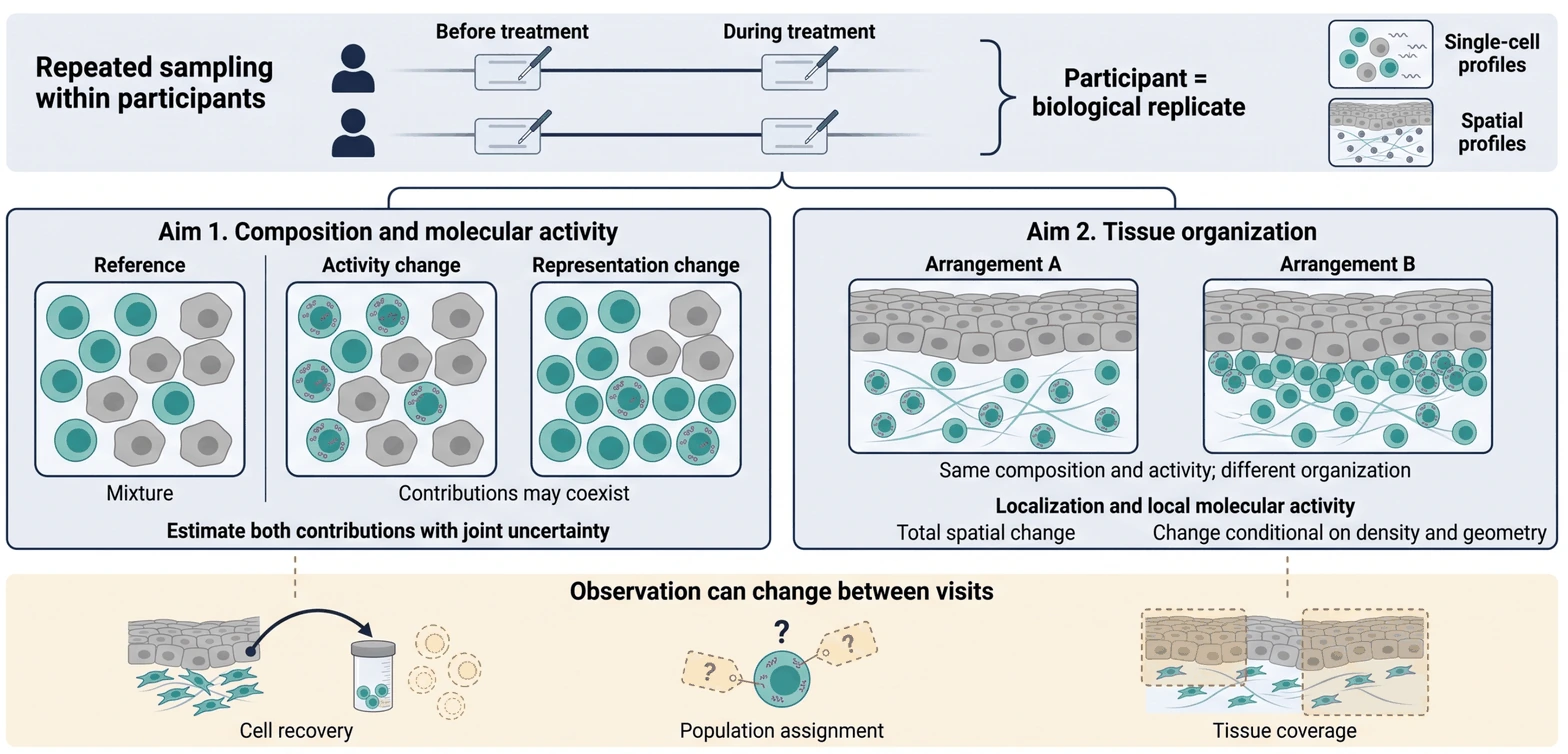 Repeated sampling
within participants
Before treatment
During treatment
Participant =
biological replicate
Single-cell
profiles
Spatial
profiles
Aim 1. Composition and molecular activity
Reference
Activity change
Representation change
Mixture
Contributions may coexist
Estimate both contributions with joint uncertainty
Aim 2. Tissue organization
Arrangement A
Arrangement B
Same composition and activity; different organization
Localization and local molecular activity
Total spatial change
Change conditional on density and geometry
Observation can change between visits
?
?
?
Cell recovery
Population assignment
Tissue coverage